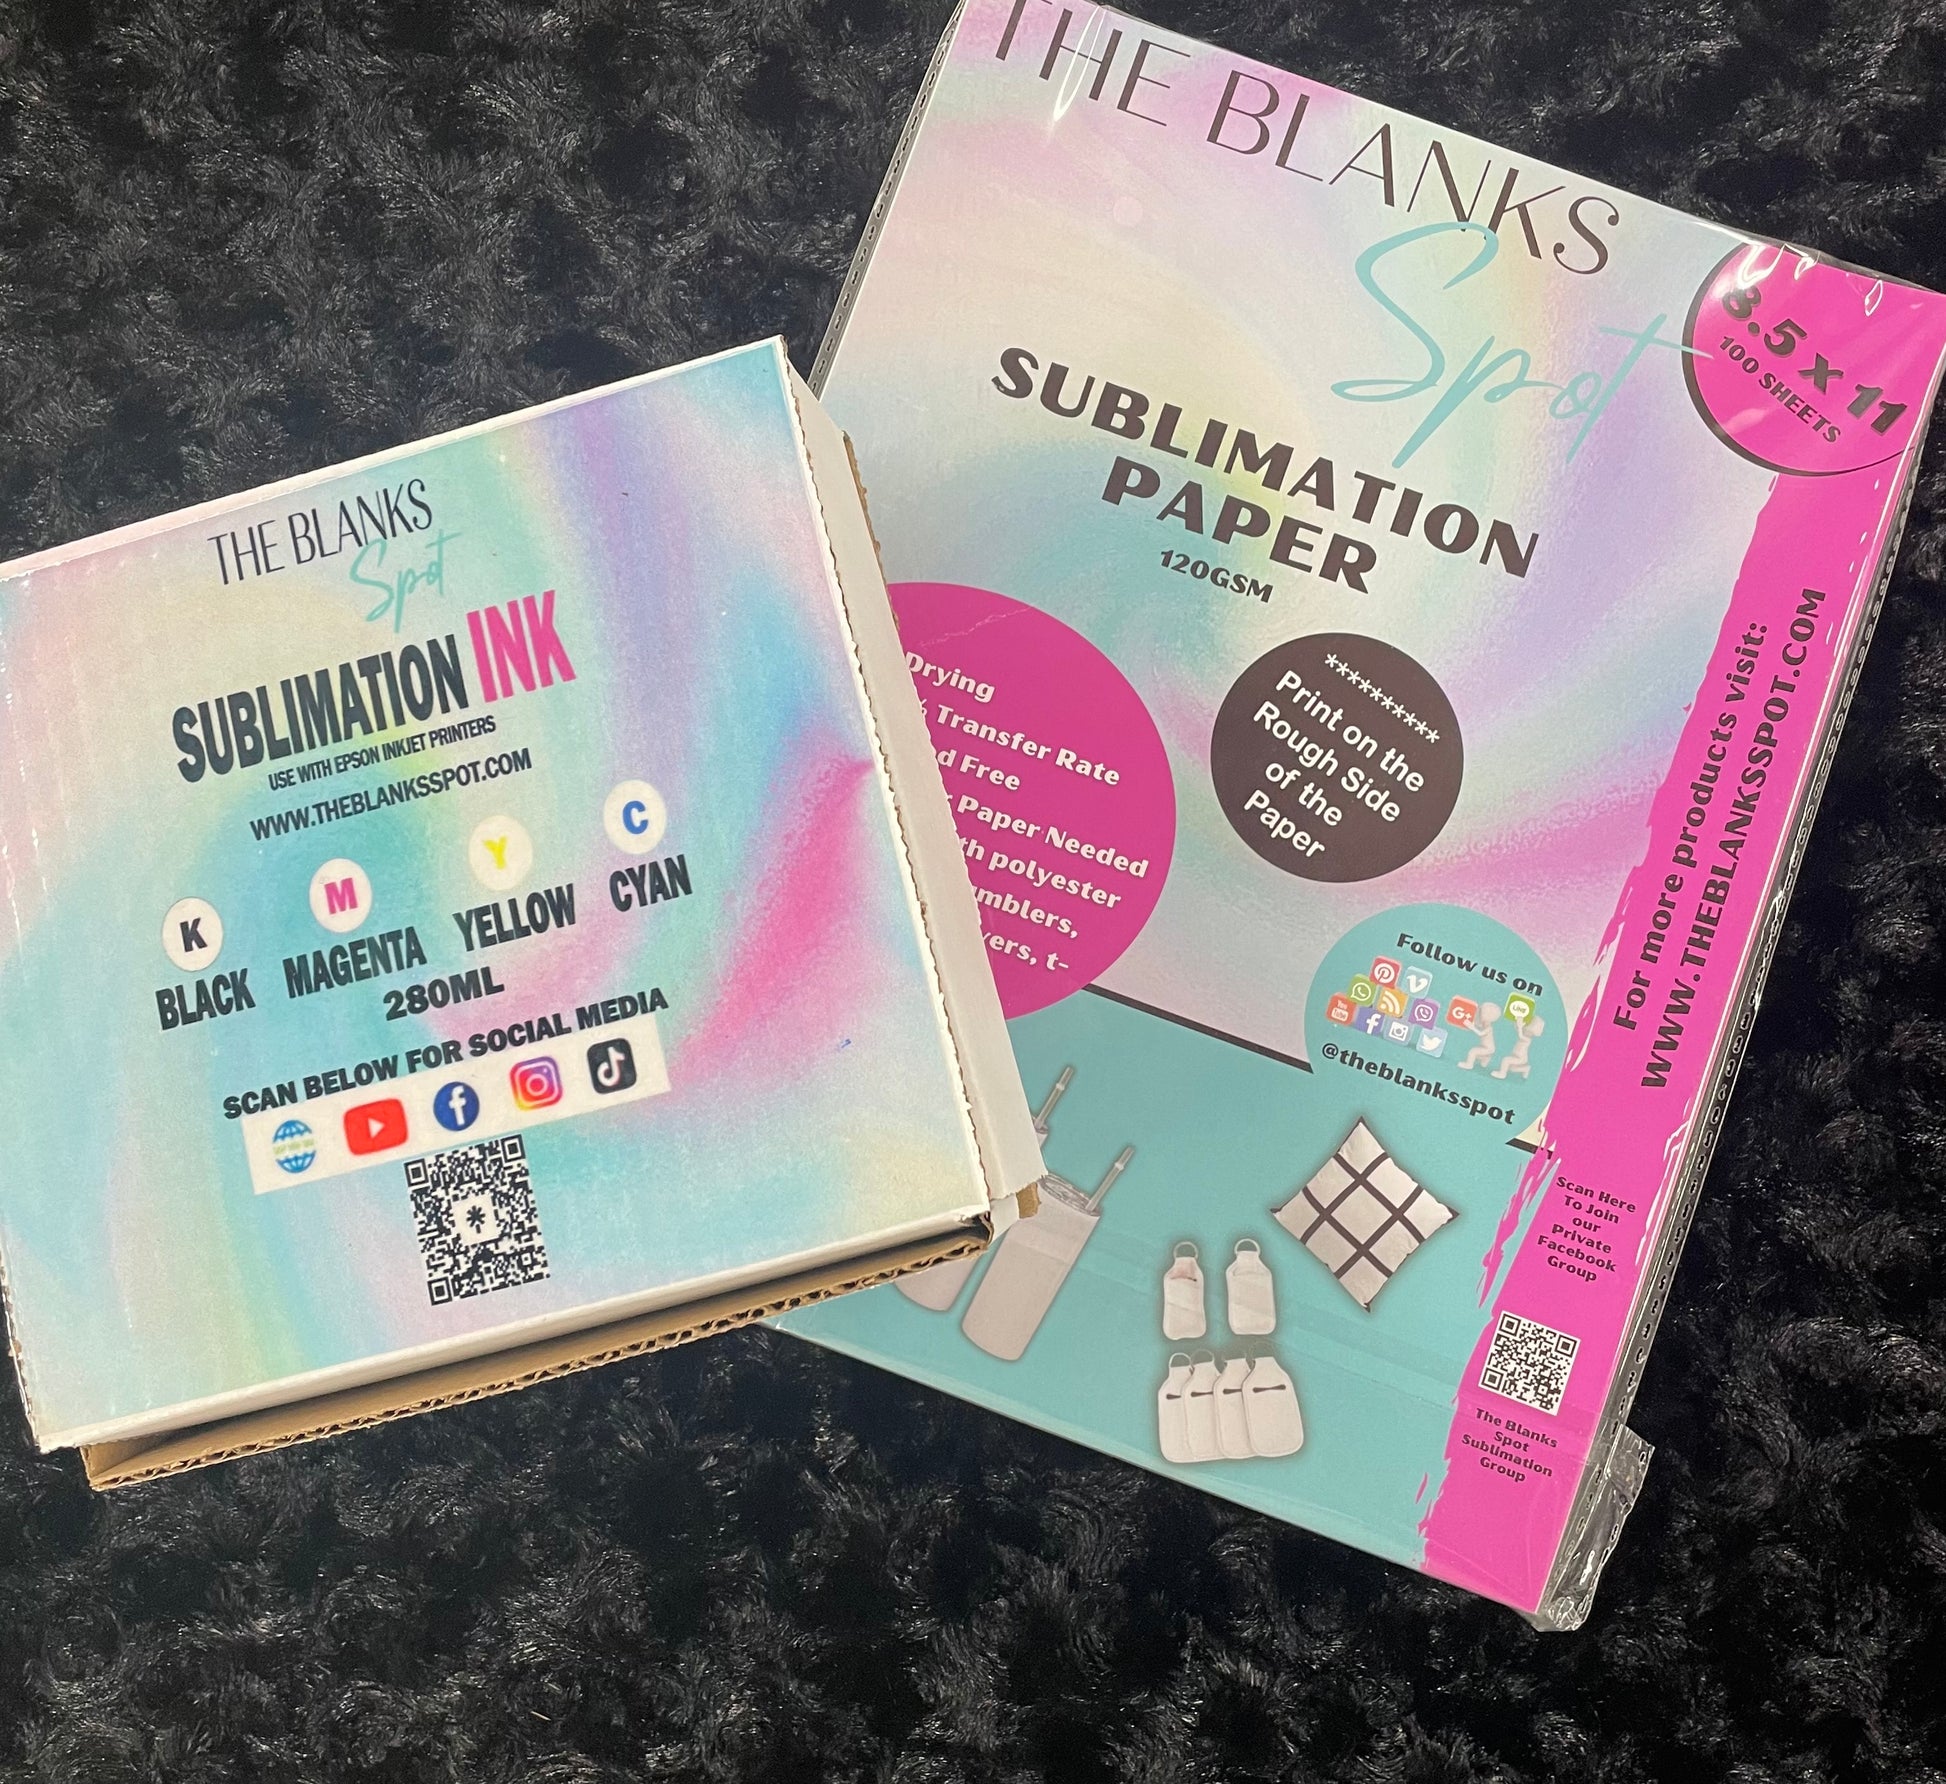 THE BLANKS
Spot
SUBLIMATION INK
USE WITH EPSON INKJET PRINTERS
WWW.THEBLANKSSPOT.COM
K M Y C
BLACK MAGENTA YELLOW CYAN
280ML
SCAN BELOW FOR SOCIAL MEDIA
THE BLANKS
Spot
8.5 x 11
100 SHEETS
SUBLIMATION
PAPER
120GSM
Drying
% Transfer Rate
Free
Paper Needed
polyester
t-
*********
Print on the
Rough Side
of the
Paper
Follow us on
@theblanksspot
For more products visit:
WWW.THEBLANKSSPOT.COM
Scan Here
To Join
our
Private
Facebook
Group
The Blanks
Spot
Sublimation
Group